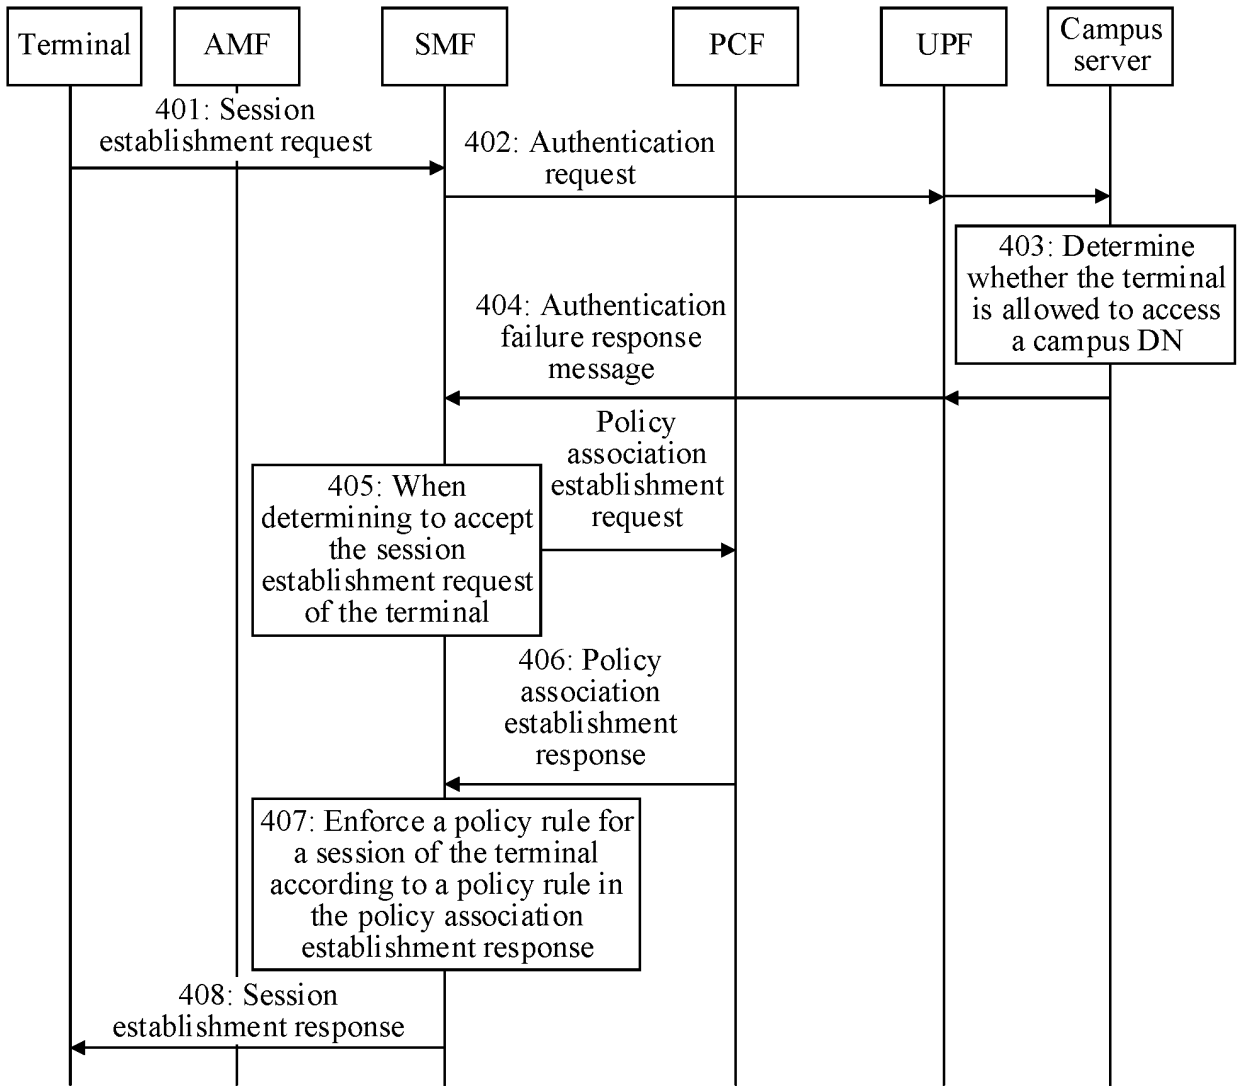 Terminal
AMF
SMF
PCF
UPF
Campus
server
401: Session
establishment request
402: Authentication
request
403: Determine
whether the terminal
is allowed to access
a campus DN
404: Authentication
failure response
message
Policy
association
establishment
request
405: When
determining to accept
the session
establishment request
of the terminal
406: Policy
association
establishment
response
407: Enforce a policy rule for
a session of the terminal
according to a policy rule in
the policy association
establishment response
408: Session
establishment response